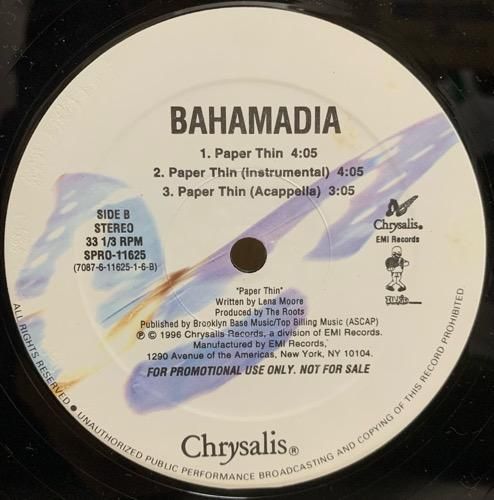 BAHAMADIA
1. Paper Thin 4:05
2. Paper Thin (instrumental) 4:05
3. Paper Thin (Acappella) 3:05
SIDE B
STEREO
33 1/3 RPM
SPRO-11625
(7087-6-11625-1-6-B)
Chrysalis®
EMI Records
"Paper Thin"
Written by Lena Moore
Produced by The Roots
Published by Brooklyn Base Music/Top Billing Music (ASCAP)
℗ © 1996 Chrysalis Records, a division of EMI Records.
Manufactured by EMI Records.
1290 Avenue of the Americas, New York, NY 10104.
FOR PROMOTIONAL USE ONLY. NOT FOR SALE
Chrysalis®
ALL RIGHTS RESERVED • UNAUTHORIZED PUBLIC PERFORMANCE BROADCASTING AND COPYING OF THIS RECORD PROHIBITED.